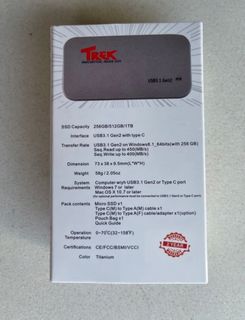 TREK
USB3.1 Gen2
SSD Capacity 256GB/512GB/1TB
Interface USB3.1 Gen2 with type C
Transfer Rate USB3.1 Gen2 on Windows8.1_64bits(with 256 GB)
Seq.Read up to 450(MB/s)
Seq.Write up to 400(MB/s)
Dimension 73 x 38 x 9.5mm(L*W*H)
Weight 58g / 2.05oz
System Requirements Computer with USB3.1 Gen2 or Type C port
Windows 7 or later
Mac OS X 10.7 or later
Pack contents Micro SSD x1
Type C(M) to Type A(M) cable x1
Type C(M) to Type A(F) cable/adapter x1(option)
Pouch Bag x1
Quick Guide
Operation Temperature 0~70°C(32~158°F)
Certifications CE/FCC/BSMI/VCCI
Color Titanium